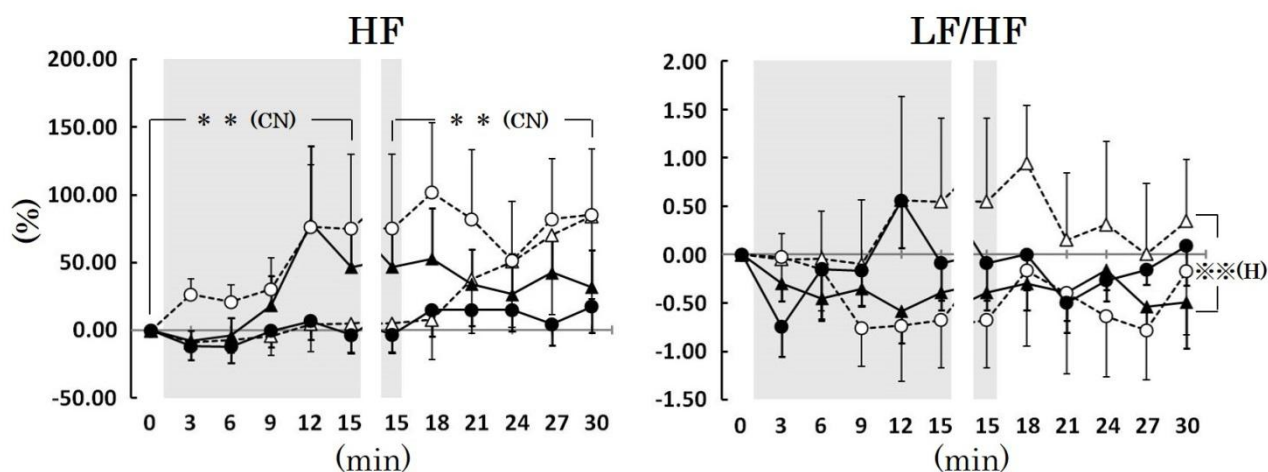 HF
200.00
150.00
100.00
50.00
0.00
-50.00
(%)
* * (CN)
* * (CN)
0 3 6 9 12 15 15 18 21 24 27 30
(min)
LF/HF
2.00
1.50
1.00
0.50
0.00
-0.50
-1.00
-1.50
※※(H)
0 3 6 9 12 15 15 18 21 24 27 30
(min)